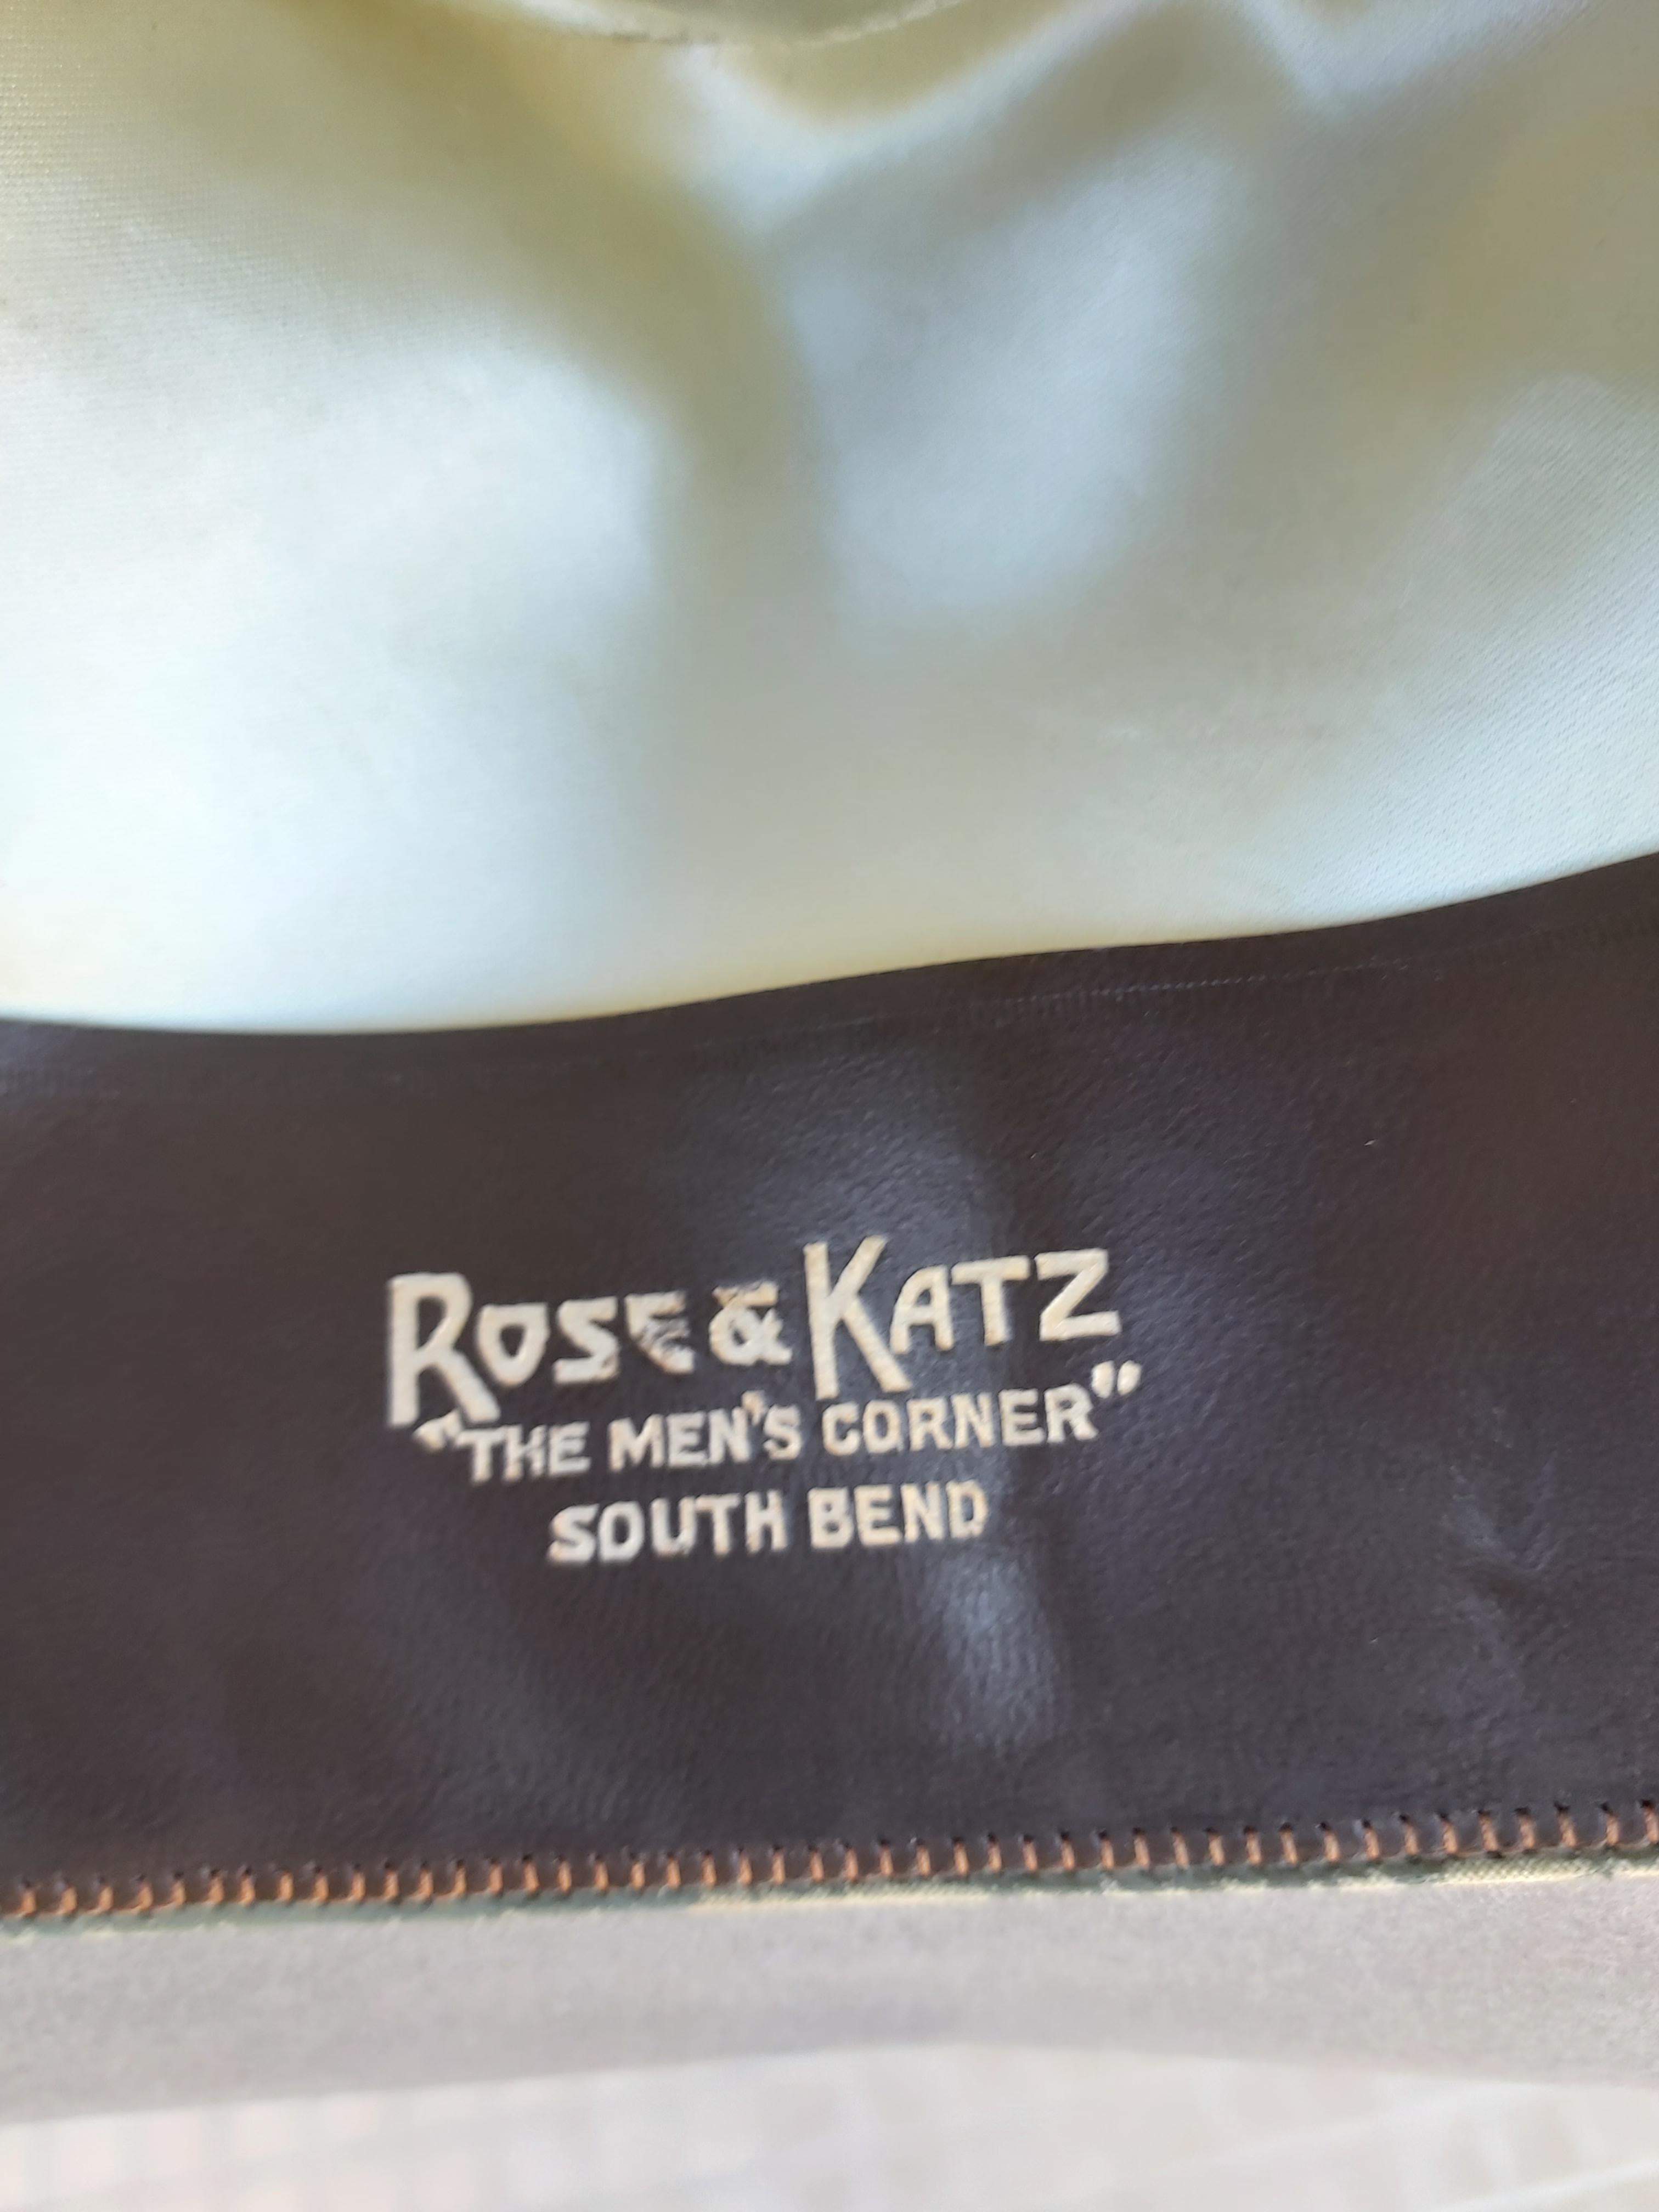 ROSE & KATZ
"THE MEN'S CORNER"
SOUTH BEND